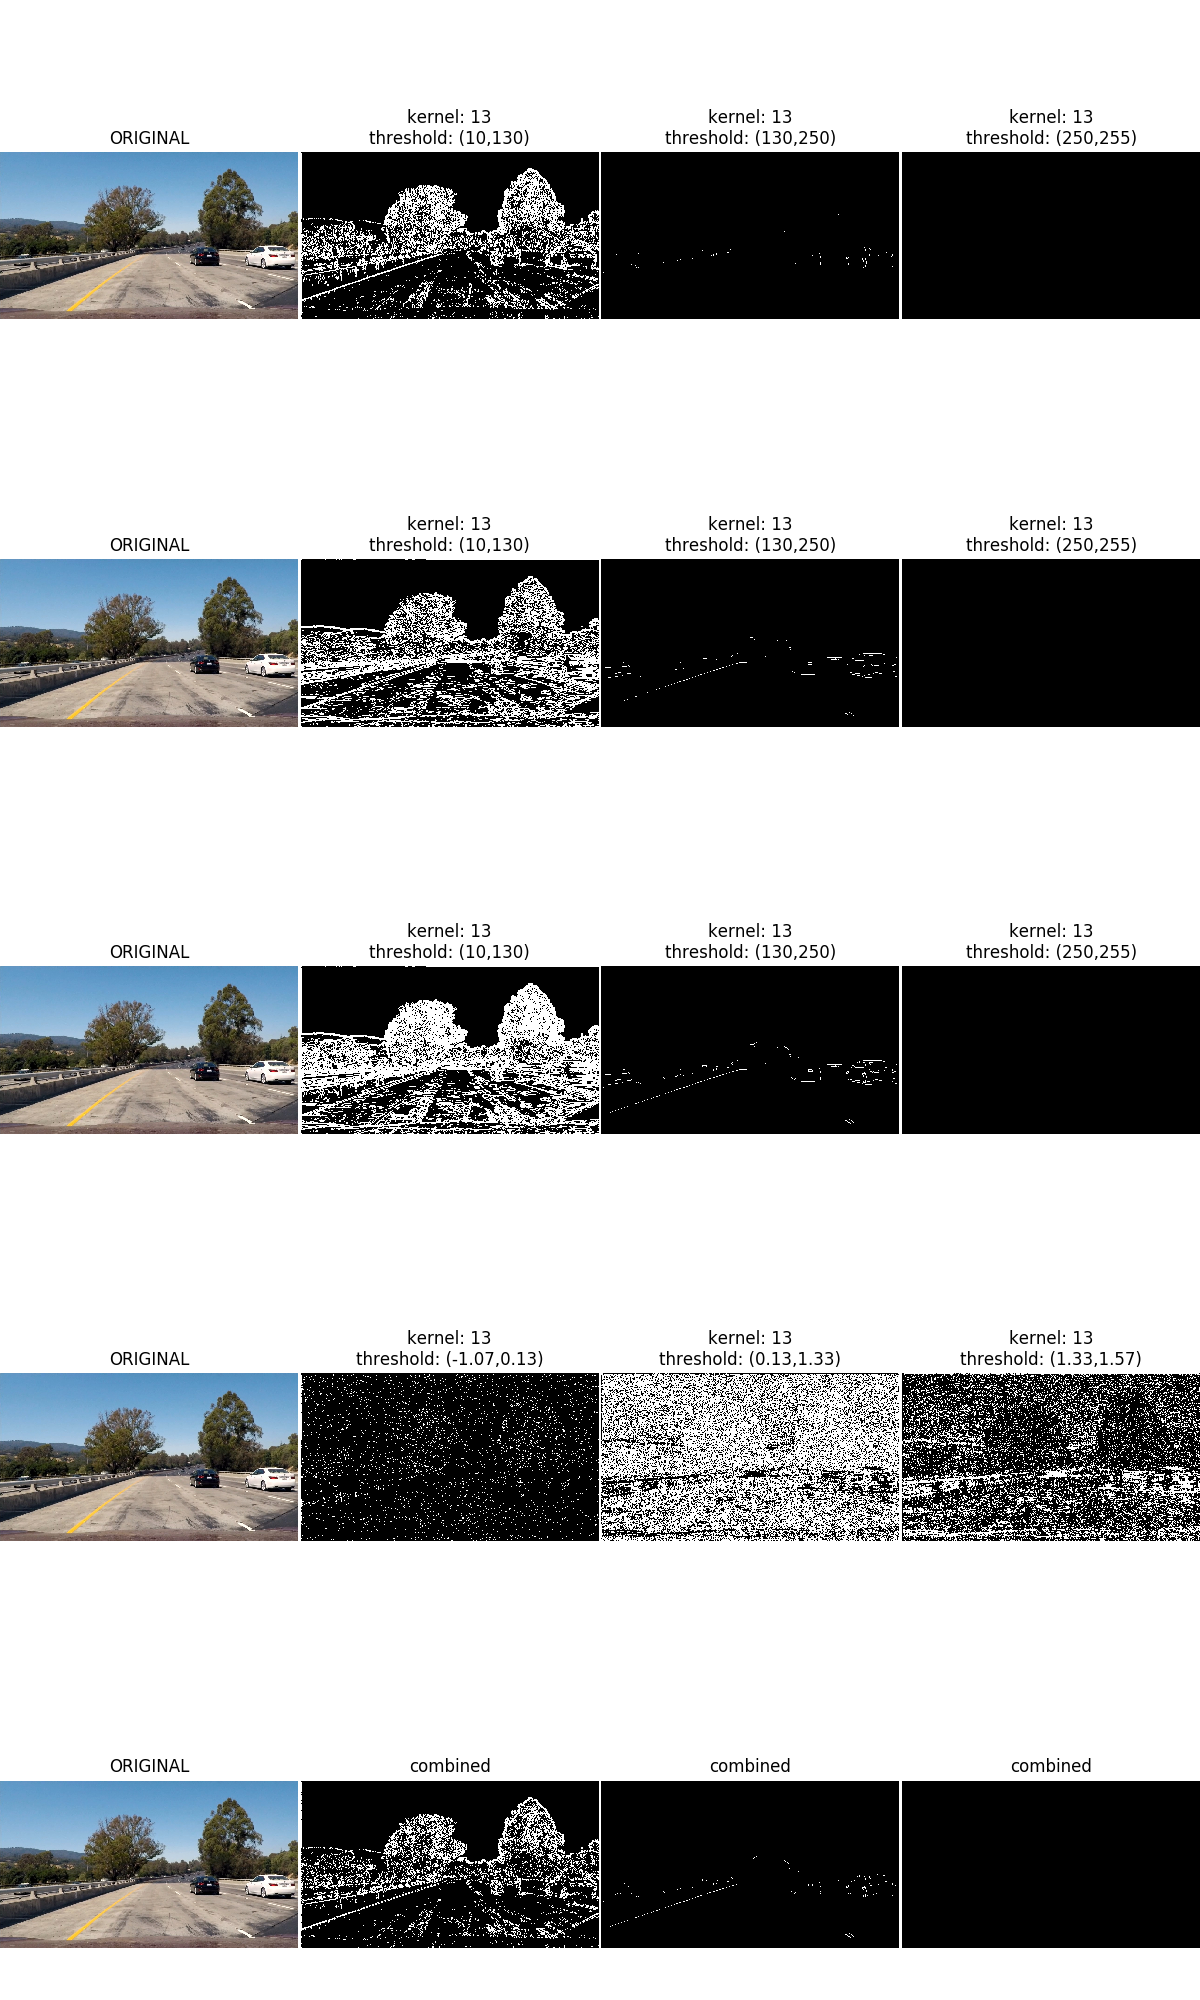 ORIGINAL
kernel: 13
threshold: (10,130)
kernel: 13
threshold: (130,250)
kernel: 13
threshold: (250,255)
ORIGINAL
kernel: 13
threshold: (10,130)
kernel: 13
threshold: (130,250)
kernel: 13
threshold: (250,255)
ORIGINAL
kernel: 13
threshold: (10,130)
kernel: 13
threshold: (130,250)
kernel: 13
threshold: (250,255)
ORIGINAL
kernel: 13
threshold: (-1.07,0.13)
kernel: 13
threshold: (0.13,1.33)
kernel: 13
threshold: (1.33,1.57)
ORIGINAL
combined
combined
combined